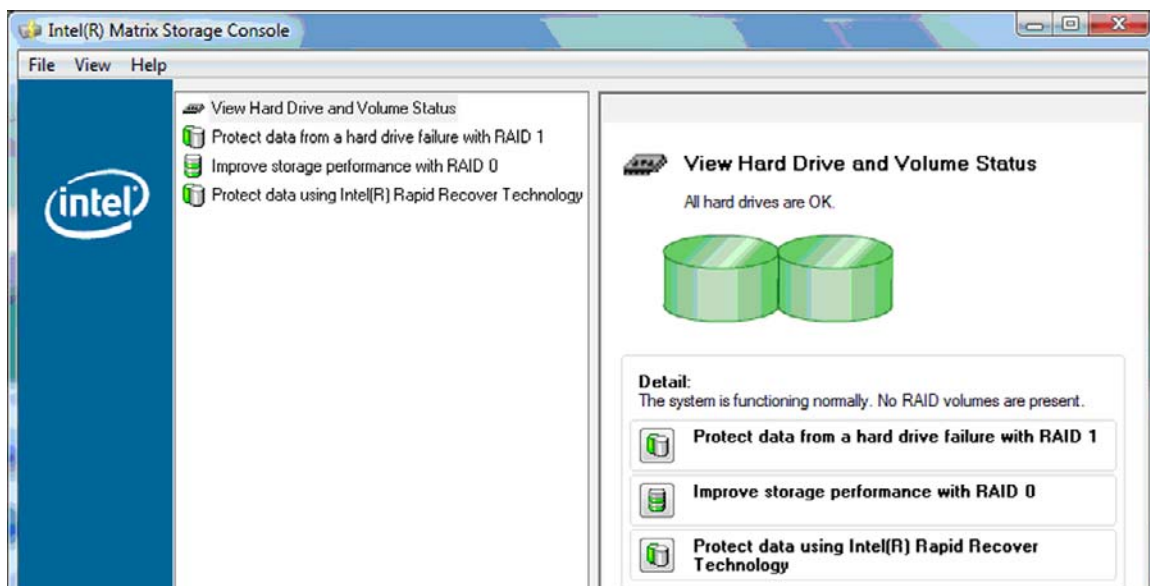 Intel(R) Matrix Storage Console
File View Help
intel
View Hard Drive and Volume Status
Protect data from a hard drive failure with RAID 1
Improve storage performance with RAID 0
Protect data using Intel(R) Rapid Recover Technology
View Hard Drive and Volume Status
All hard drives are OK.
Detail:
The system is functioning normally. No RAID volumes are present.
Protect data from a hard drive failure with RAID 1
Improve storage performance with RAID 0
Protect data using Intel(R) Rapid Recover
Technology